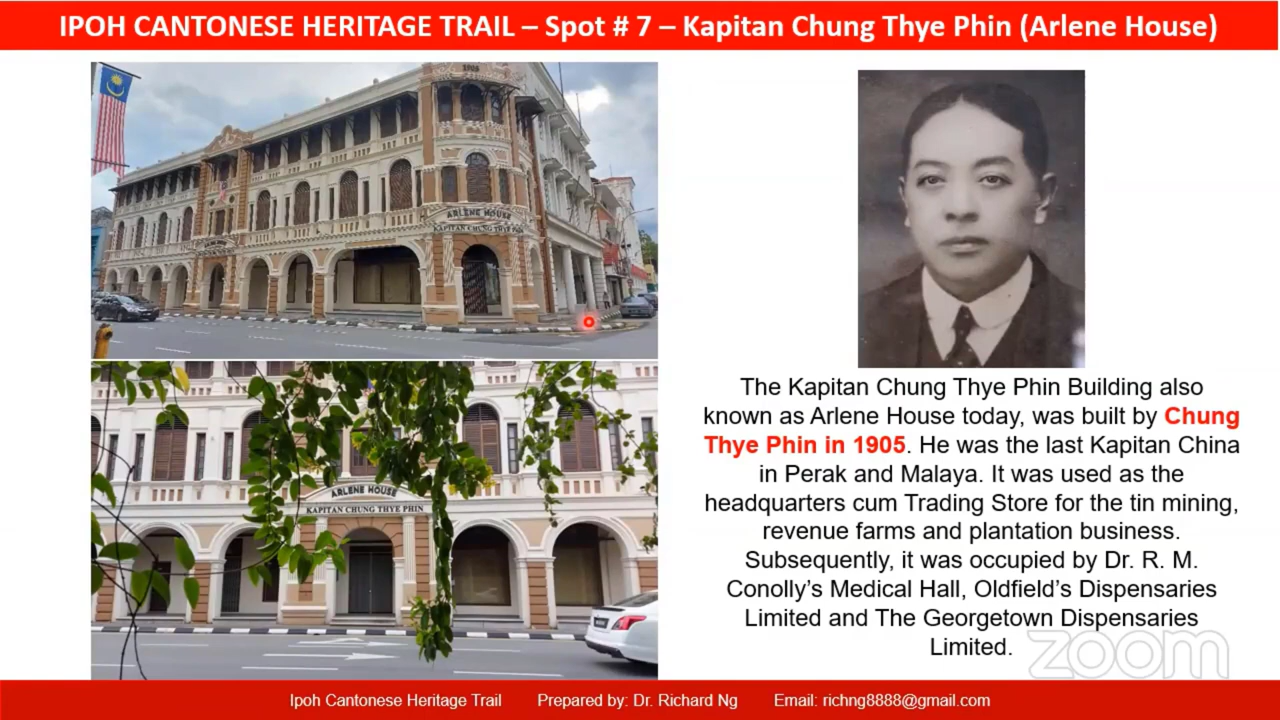 IPOH CANTONESE HERITAGE TRAIL – Spot # 7 – Kapitan Chung Thye Phin (Arlene House)
1905
ARLENE HOUSE
KAPITAN CHUNG THYE PHIN
ARLENE HOUSE
KAPITAN CHUNG THYE PHIN
The Kapitan Chung Thye Phin Building also
known as Arlene House today, was built by Chung
Thye Phin in 1905. He was the last Kapitan China
in Perak and Malaya. It was used as the
headquarters cum Trading Store for the tin mining,
revenue farms and plantation business.
Subsequently, it was occupied by Dr. R. M.
Conolly's Medical Hall, Oldfield's Dispensaries
Limited and The Georgetown Dispensaries
Limited.
zoom
Ipoh Cantonese Heritage Trail Prepared by: Dr. Richard Ng Email: richng8888@gmail.com